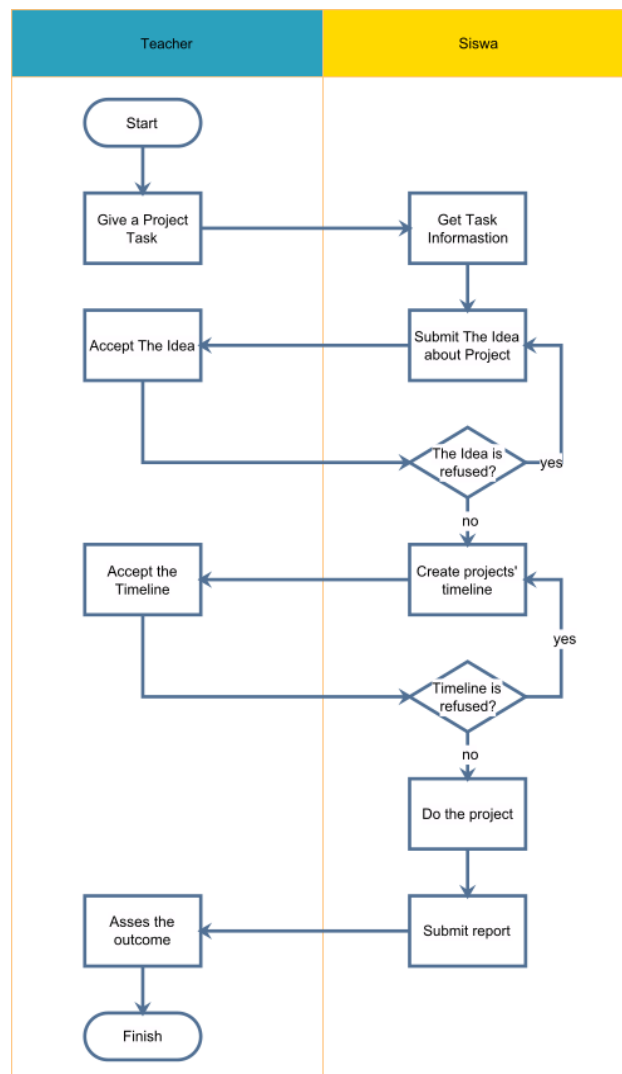 Teacher
Siswa
Start
Give a Project
Task
Get Task
Informastion
Accept The Idea
Submit The Idea
about Project
The Idea is
refused?
yes
no
Accept the
Timeline
Create projects'
timeline
yes
Timeline is
refused?
no
Do the project
Asses the
outcome
Submit report
Finish